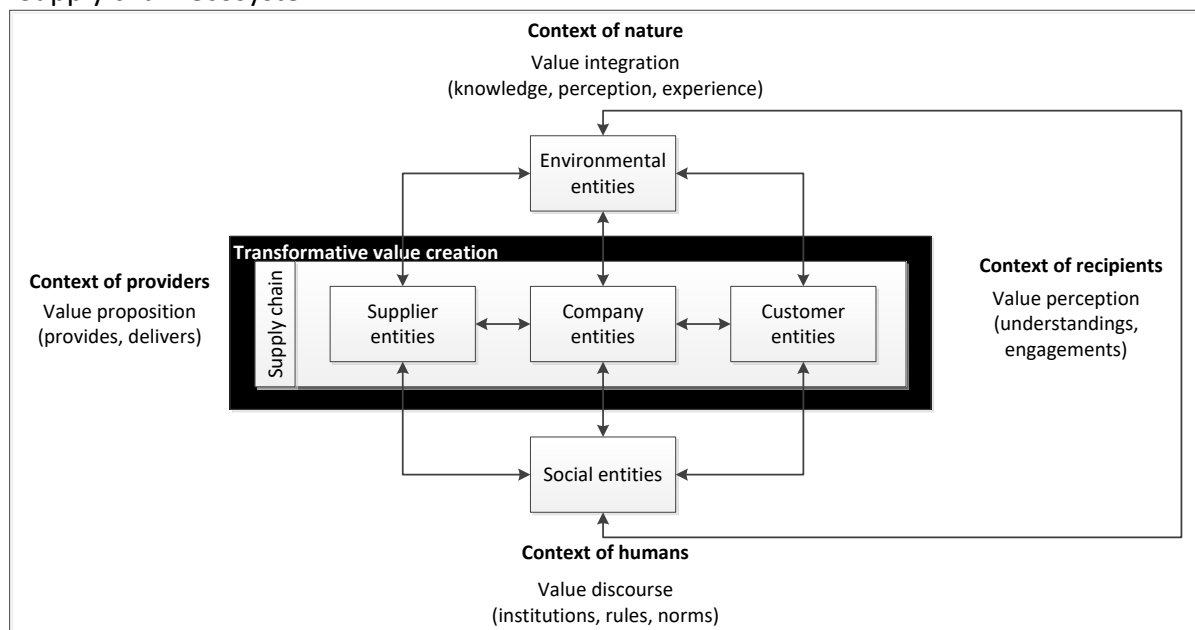 Context of nature
Value integration
(knowledge, perception, experience)
Environmental
entities
Transformative value creation
Context of providers
Value proposition
(provides, delivers)
Supply chain
Supplier
entities
Company
entities
Customer
entities
Context of recipients
Value perception
(understandings,
engagements)
Social entities
Context of humans
Value discourse
(institutions, rules, norms)